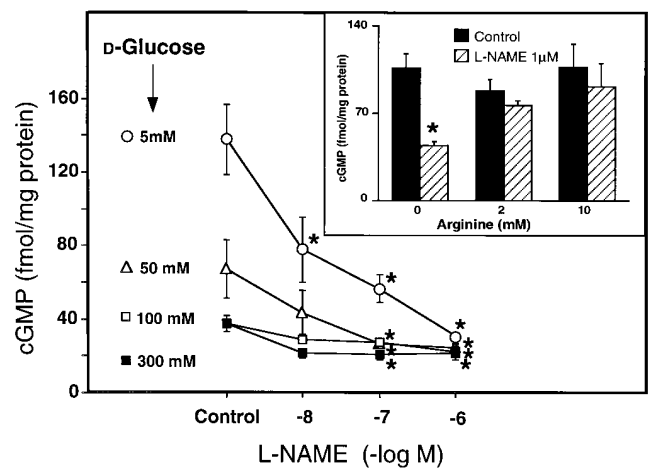 D-Glucose
cGMP (fmol/mg protein)
160
120
80
40
0
5mM
50 mM
100 mM
300 mM
*
*
*
*
*
*
*
*
*
Control
-8
-7
-6
L-NAME (-log M)
cGMP (fmol/mg protein)
140
70
0
Control
L-NAME 1µM
*
0
2
10
Arginine (mM)